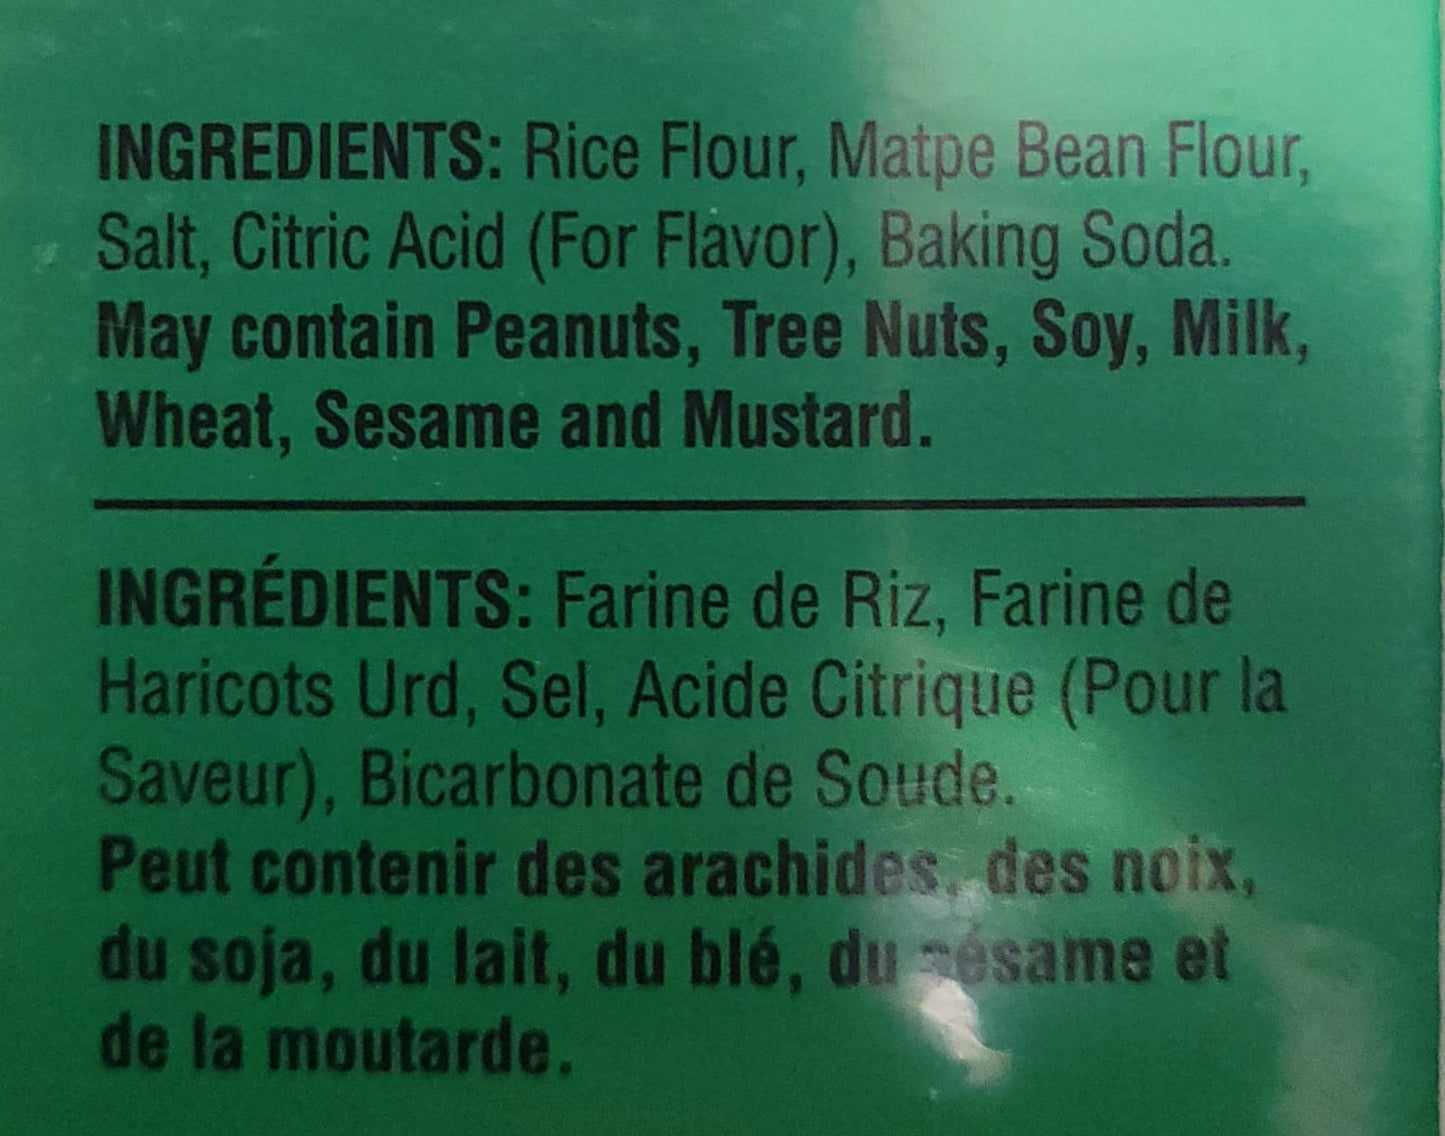 INGREDIENTS: Rice Flour, Matpe Bean Flour,
Salt, Citric Acid (For Flavor), Baking Soda.
May contain Peanuts, Tree Nuts, Soy, Milk,
Wheat, Sesame and Mustard.
INGRÉDIENTS: Farine de Riz, Farine de
Haricots Urd, Sel, Acide Citrique (Pour la
Saveur), Bicarbonate de Soude.
Peut contenir des arachides, des noix,
du soja, du lait, du blé, du sésame et
de la moutarde.